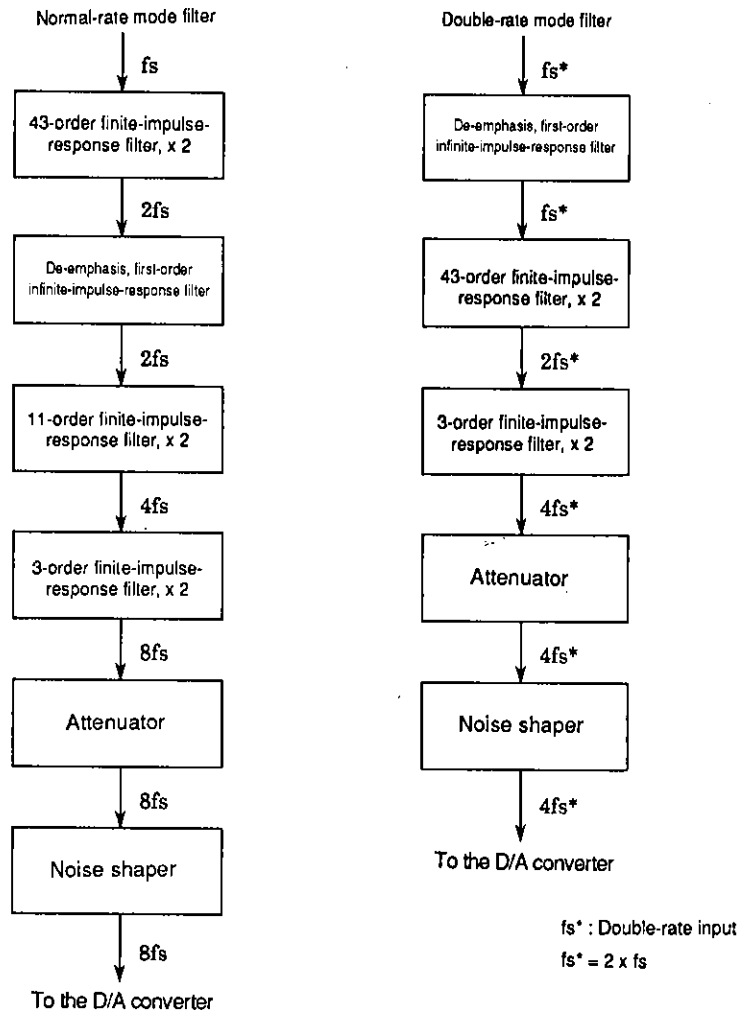 Normal-rate mode filter
fs
43-order finite-impulse-
response filter, x 2
2fs
De-emphasis, first-order
infinite-impulse-response filter
2fs
11-order finite-impulse-
response filter, x 2
4fs
3-order finite-impulse-
response filter, x 2
8fs
Attenuator
8fs
Noise shaper
8fs
To the D/A converter
Double-rate mode filter
fs*
De-emphasis, first-order
infinite-impulse-response filter
fs*
43-order finite-impulse-
response filter, x 2
2fs*
3-order finite-impulse-
response filter, x 2
4fs*
Attenuator
4fs*
Noise shaper
4fs*
To the D/A converter
fs* : Double-rate input
fs* = 2 x fs